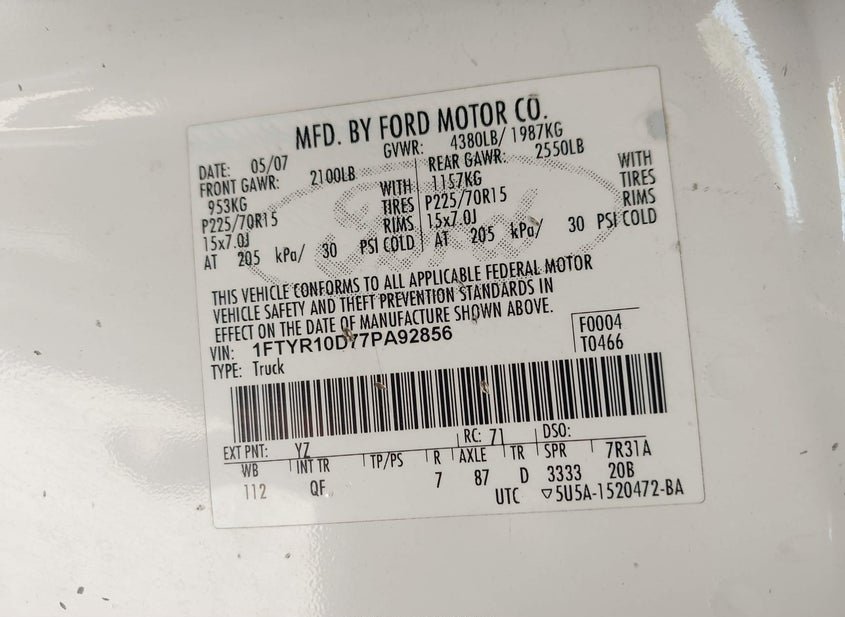 MFD. BY FORD MOTOR CO.
DATE: 05/07 GVWR: 4380LB/ 1987KG
FRONT GAWR: 2100LB REAR GAWR: 2550LB
953KG WITH 1157KG WITH
P225/70R15 TIRES P225/70R15 TIRES
15x7.0J RIMS 15x7.0J RIMS
AT 205 kPa/ 30 PSI COLD AT 205 kPa/ 30 PSI COLD
Ford
THIS VEHICLE CONFORMS TO ALL APPLICABLE FEDERAL MOTOR
VEHICLE SAFETY AND THEFT PREVENTION STANDARDS IN
EFFECT ON THE DATE OF MANUFACTURE SHOWN ABOVE.
VIN: 1FTYR10D77PA92856 F0004
TYPE: Truck T0466
EXT PNT: YZ RC: 71 DSO:
WB INT TR TP/PS R AXLE TR SPR 7R31A
112 QF 7 87 D 3333 20B
UTC ▽5U5A-1520472-BA